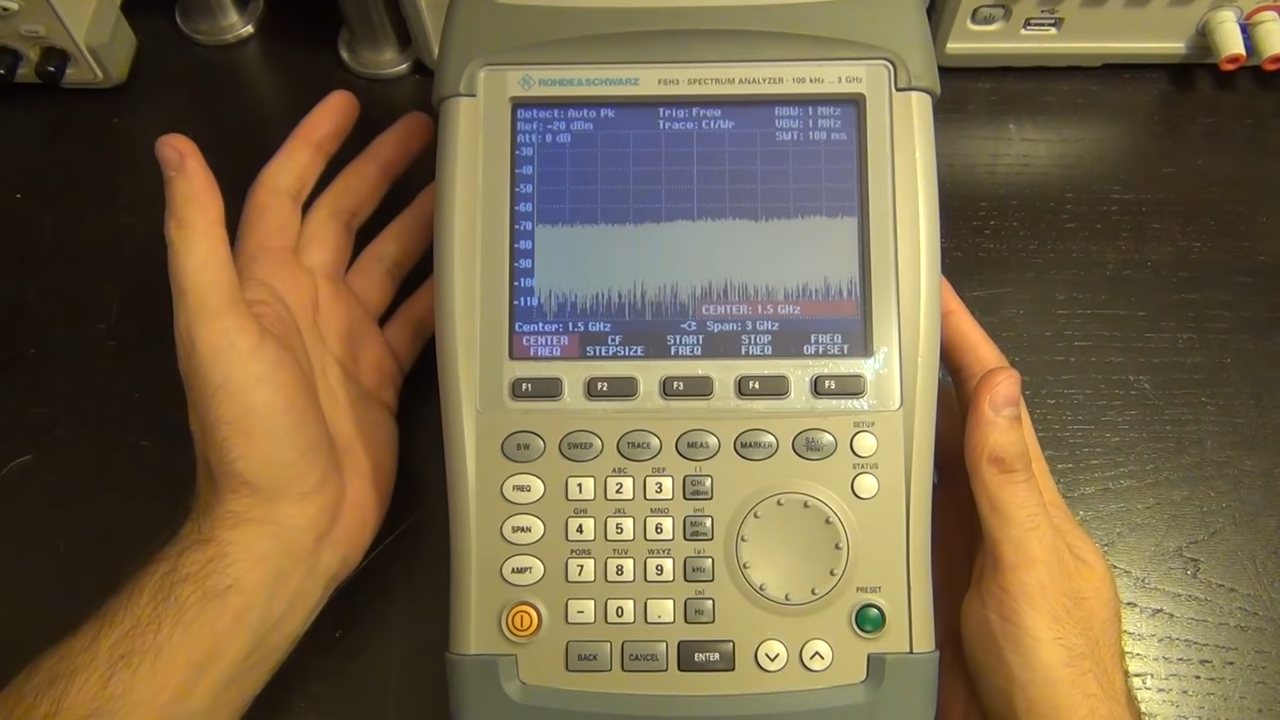 ROHDE&SCHWARZ FSH3 · SPECTRUM ANALYZER · 100 kHz ... 3 GHz
Detect: Auto Pk Trig: Free RBW: 1 MHz
Ref: -20 dBm Trace: Cl/Wr VBW: 1 MHz
Att: 0 dB SWT: 100 ms
-30
-40
-50
-60
-70
-80
-90
-100
-110
CENTER: 1.5 GHz
Center: 1.5 GHz Span: 3 GHz
CENTER FREQ
CF STEPSIZE
START FREQ
STOP FREQ
FREQ OFFSET
F1 F2 F3 F4 F5
SETUP
BW SWEEP TRACE MEAS MARKER SAVE PRINT
STATUS
ABC DEF ( )
FREQ 1 2 3 GHz -dBm
GHI JKL MNO (m)
SPAN 4 5 6 MHz dBm
PQRS TUV WXYZ (µ)
AMPT 7 8 9 kHz
(n) PRESET
- 0 . Hz
BACK CANCEL ENTER